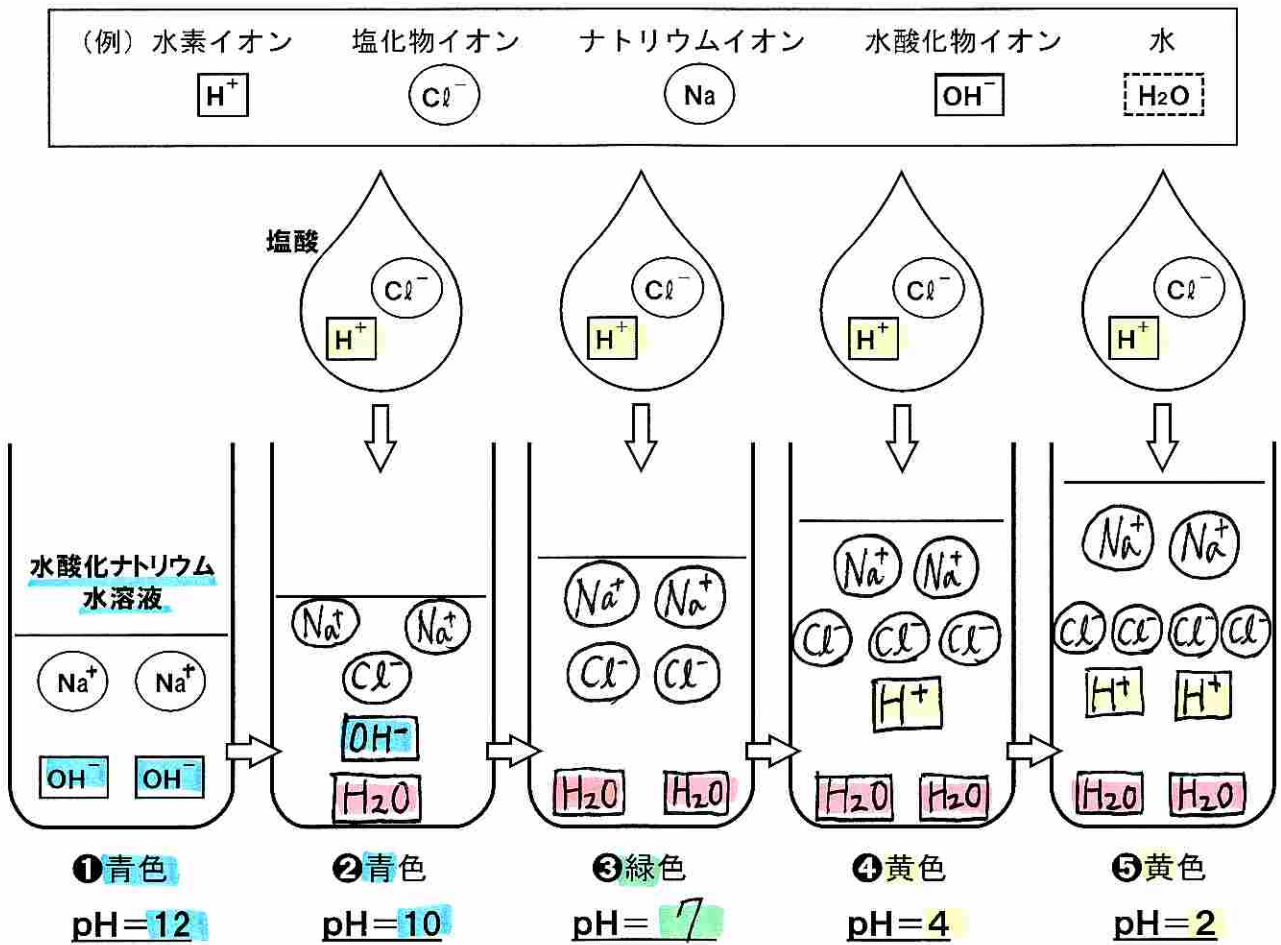 （例）水素イオン 塩化物イオン ナトリウムイオン 水酸化物イオン 水
H⁺ Cℓ⁻ Na OH⁻ H₂O
塩酸
Cℓ⁻ Cℓ⁻ Cℓ⁻ Cℓ⁻
H⁺ H⁺ H⁺ H⁺
水酸化ナトリウム
水溶液
Na⁺ Na⁺
OH⁻ OH⁻
Na⁺ Na⁺
Cℓ⁻
OH⁻
H₂O
Na⁺ Na⁺
Cℓ⁻ Cℓ⁻
H₂O H₂O
Na⁺ Na⁺
Cℓ⁻ Cℓ⁻ Cℓ⁻
H⁺
H₂O H₂O
Na⁺ Na⁺
Cℓ⁻ Cℓ⁻ Cℓ⁻ Cℓ⁻
H⁺ H⁺
H₂O H₂O
❶青色 ❷青色 ❸緑色 ❹黄色 ❺黄色
pH＝12 pH＝10 pH＝7 pH＝4 pH＝2